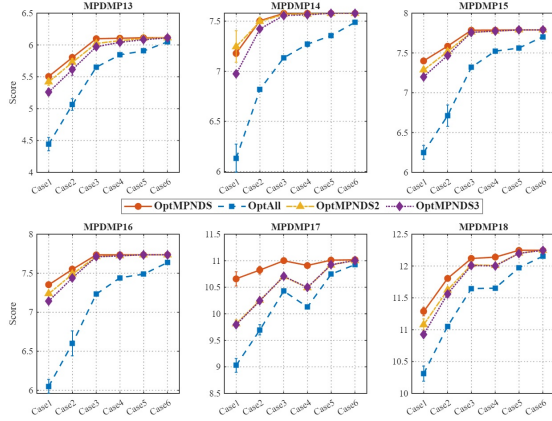 MPDMP13
MPDMP14
MPDMP15
6.5
6
5.5
5
4.5
4
Score
7.5
7
6.5
6
8
7.5
7
6.5
6
Case1 Case2 Case3 Case4 Case5 Case6
Case1 Case2 Case3 Case4 Case5 Case6
Case1 Case2 Case3 Case4 Case5 Case6
OptMPNDS OptAll OptMPNDS2 OptMPNDS3
MPDMP16
MPDMP17
MPDMP18
8
7.5
7
6.5
6
Score
11.5
11
10.5
10
9.5
9
8.5
12.5
12
11.5
11
10.5
10
Case1 Case2 Case3 Case4 Case5 Case6
Case1 Case2 Case3 Case4 Case5 Case6
Case1 Case2 Case3 Case4 Case5 Case6